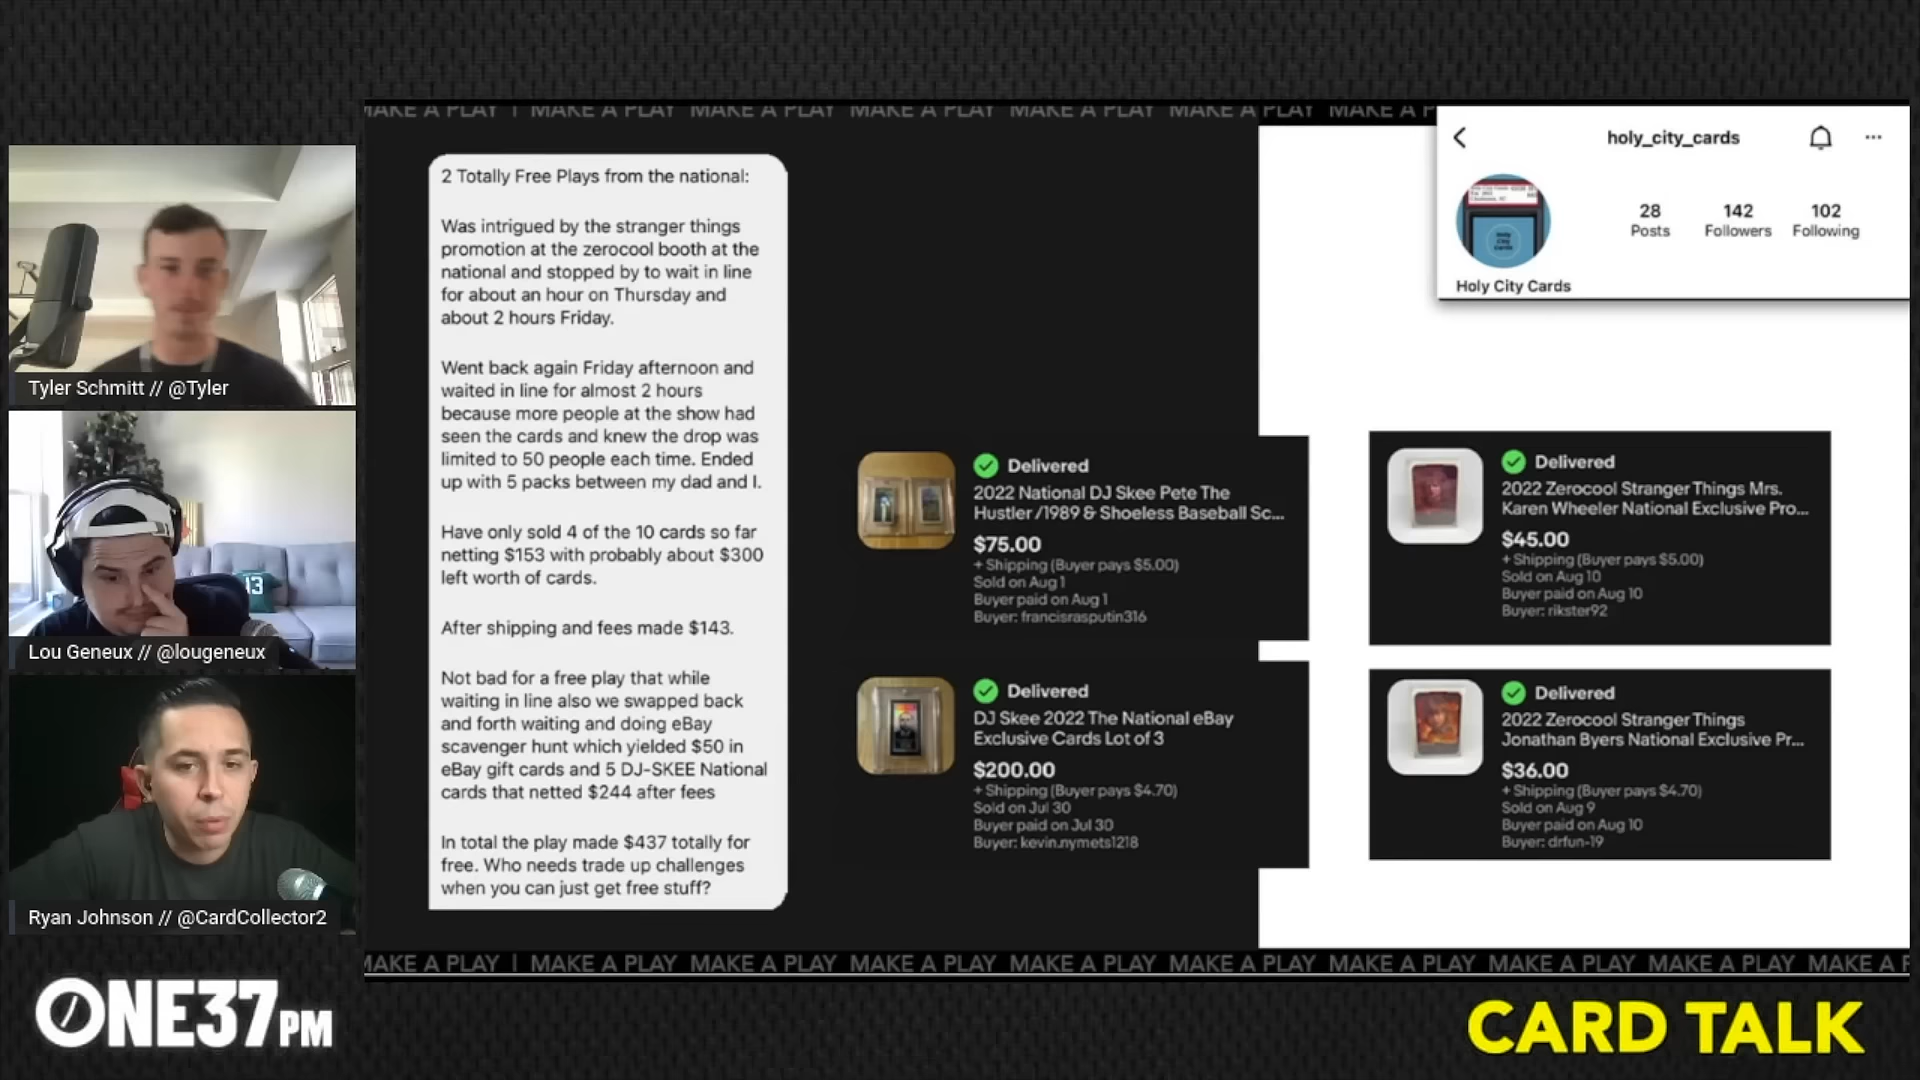 MAKE A PLAY | MAKE A PLAY MAKE A PLAY MAKE A PLAY MAKE A PLAY MAKE A PLAY MAKE A P
holy_city_cards
28
Posts
142
Followers
102
Following
Holy City Cards
2 Totally Free Plays from the national:
Was intrigued by the stranger things
promotion at the zerocool booth at the
national and stopped by to wait in line
for about an hour on Thursday and
about 2 hours Friday.
Went back again Friday afternoon and
waited in line for almost 2 hours
because more people at the show had
seen the cards and knew the drop was
limited to 50 people each time. Ended
up with 5 packs between my dad and I.
Have only sold 4 of the 10 cards so far
netting $153 with probably about $300
left worth of cards.
After shipping and fees made $143.
Not bad for a free play that while
waiting in line also we swapped back
and forth waiting and doing eBay
scavenger hunt which yielded $50 in
eBay gift cards and 5 DJ-SKEE National
cards that netted $244 after fees
In total the play made $437 totally for
free. Who needs trade up challenges
when you can just get free stuff?
Delivered
2022 National DJ Skee Pete The
Hustler /1989 & Shoeless Baseball Sc...
$75.00
+ Shipping (Buyer pays $5.00)
Sold on Aug 1
Buyer paid on Aug 1
Buyer: francisrasputin316
Delivered
DJ Skee 2022 The National eBay
Exclusive Cards Lot of 3
$200.00
+ Shipping (Buyer pays $4.70)
Sold on Jul 30
Buyer paid on Jul 30
Buyer: kevin.nymets1218
Delivered
2022 Zerocool Stranger Things Mrs.
Karen Wheeler National Exclusive Pro...
$45.00
+ Shipping (Buyer pays $5.00)
Sold on Aug 10
Buyer paid on Aug 10
Buyer: rikster92
Delivered
2022 Zerocool Stranger Things
Jonathan Byers National Exclusive Pr...
$36.00
+ Shipping (Buyer pays $4.70)
Sold on Aug 9
Buyer paid on Aug 10
Buyer: drfun-19
Tyler Schmitt // @Tyler
13
Lou Geneux // @lougeneux
Ryan Johnson // @CardCollector2
MAKE A PLAY | MAKE A PLAY MAKE A PLAY MAKE A PLAY MAKE A PLAY MAKE A PLAY MAKE A PLAY MAKE A PLAY MAKE A PLAY MAKE A P
ONE37PM
CARD TALK